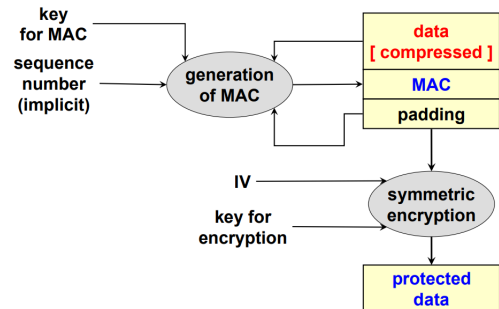 key
for MAC
sequence
number
(implicit)
generation
of MAC
data
[ compressed ]
MAC
padding
IV
key for
encryption
symmetric
encryption
protected
data